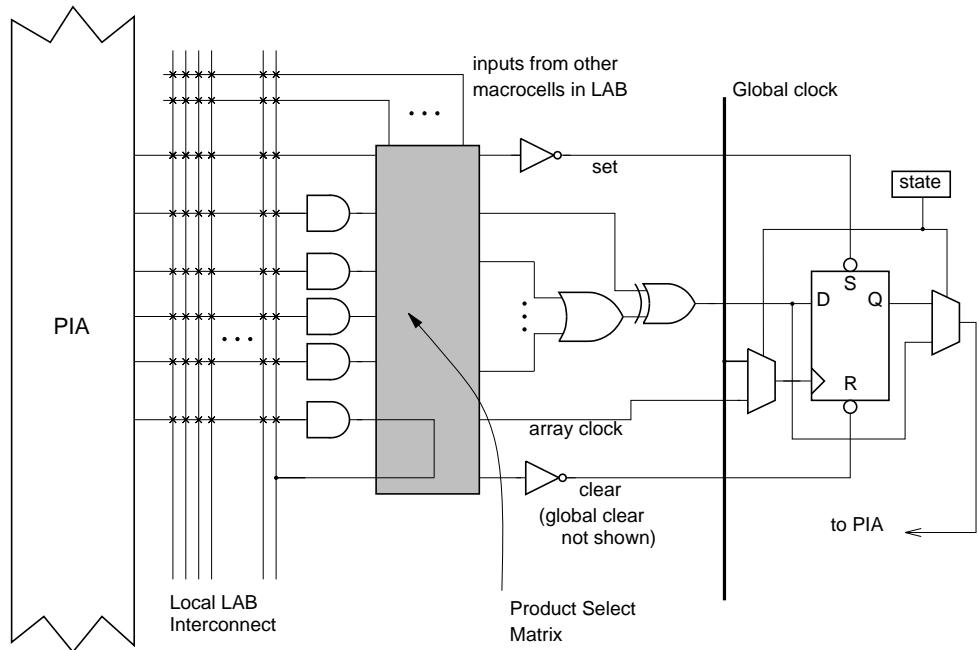 inputs from other
macrocells in LAB
Global clock
• • •
set
state
S
PIA
D
Q
• • •
R
array clock
clear
(global clear
not shown)
to PIA
Local LAB
Interconnect
Product Select
Matrix